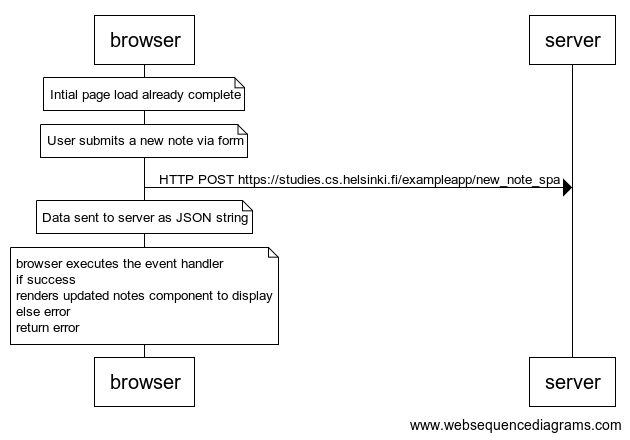 browser
server
Intial page load already complete
User submits a new note via form
HTTP POST https://studies.cs.helsinki.fi/exampleapp/new_note_spa
Data sent to server as JSON string
browser executes the event handler
if success
renders updated notes component to display
else error
return error
browser
server
www.websequencediagrams.com